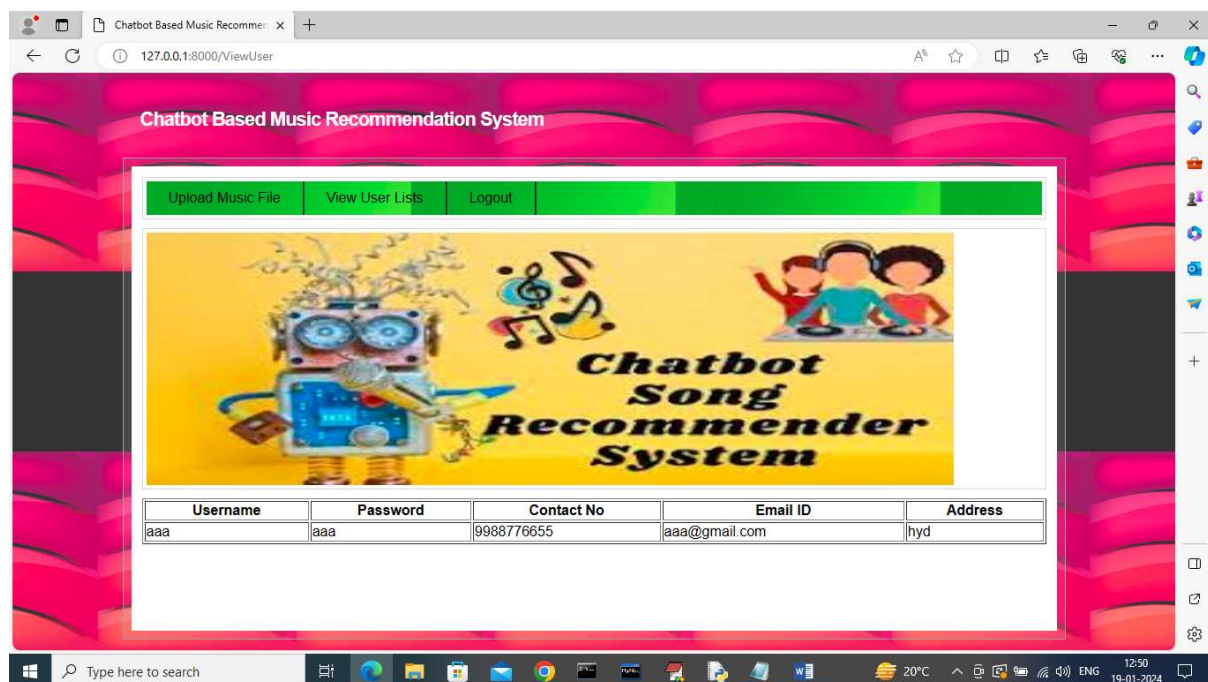 Chatbot Based Music Recommen
127.0.0.1:8000/ViewUser
Chatbot Based Music Recommendation System
Upload Music File View User Lists Logout
Chatbot
Song
Recommender
System
Username Password Contact No Email ID Address
aaa aaa 9988776655 aaa@gmail.com hyd
Type here to search 20°C ENG 12:50
19-01-2024